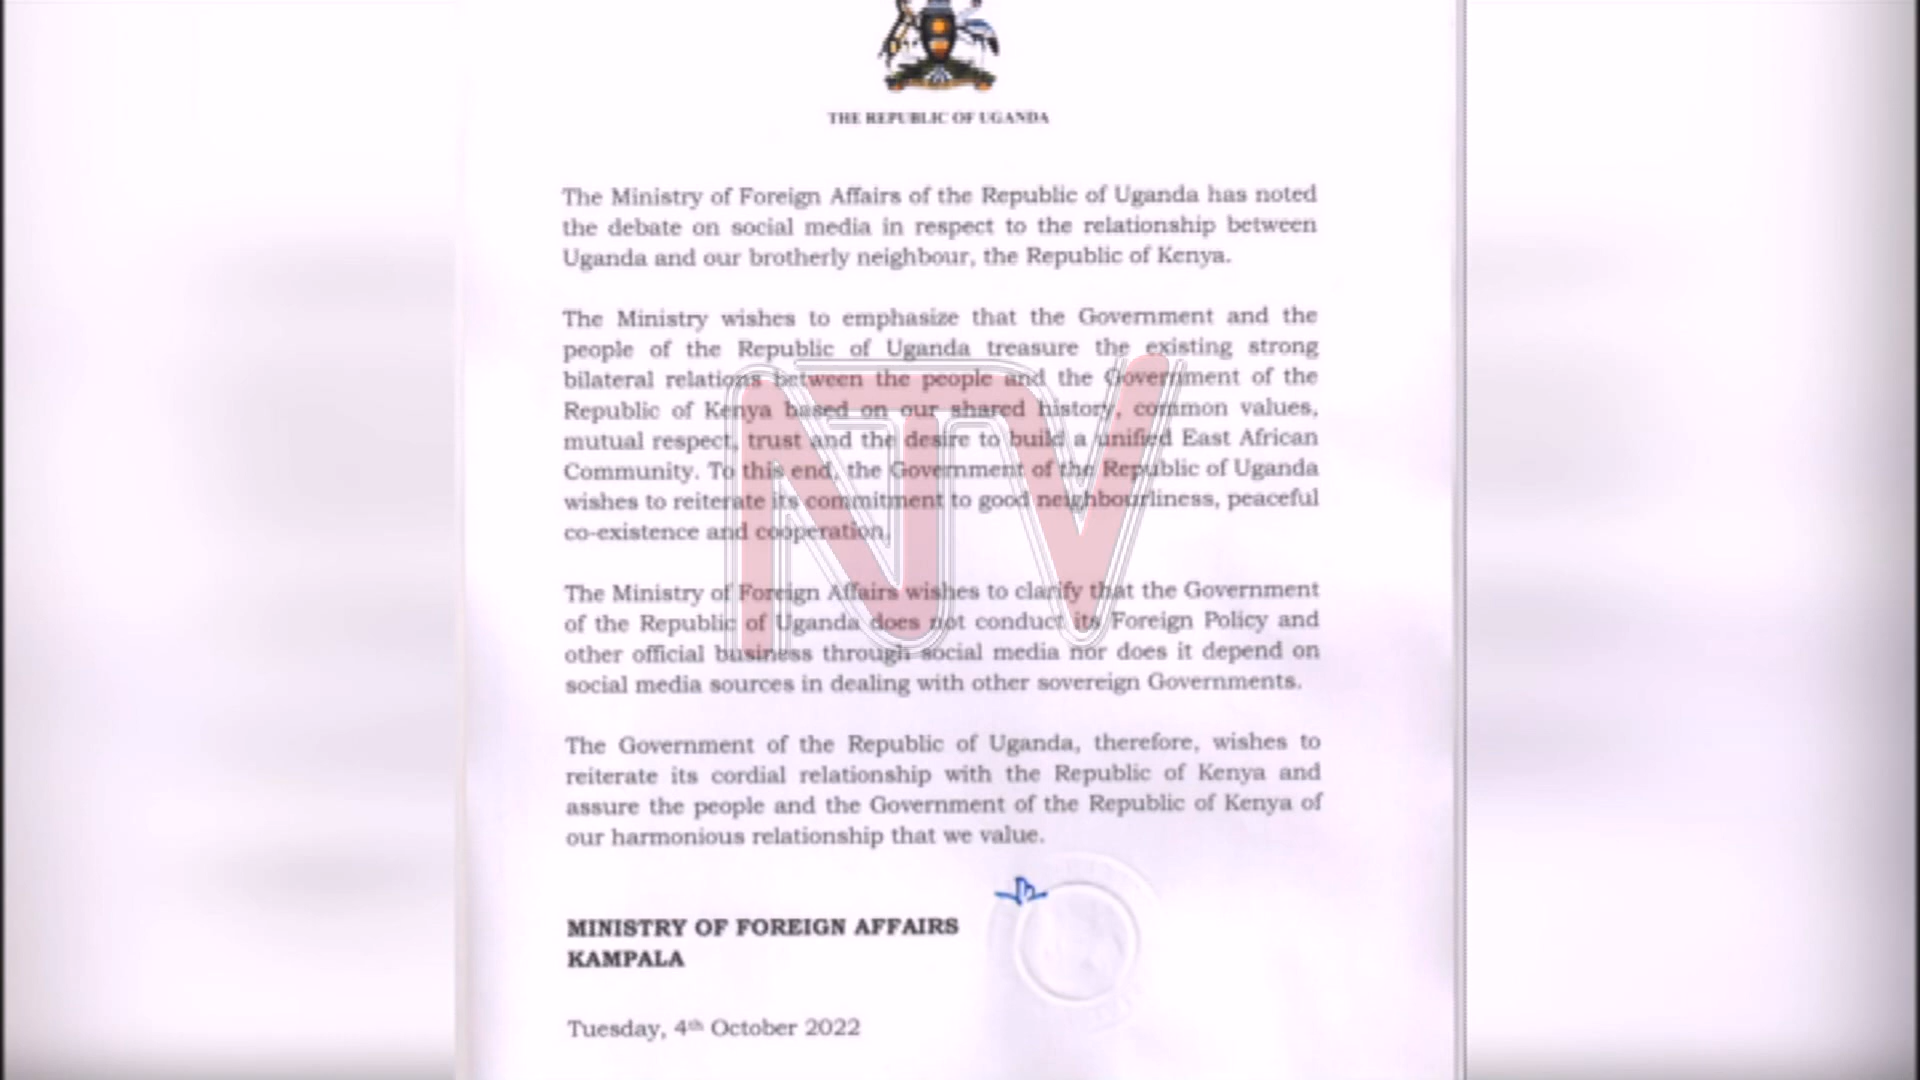 THE REPUBLIC OF UGANDA
The Ministry of Foreign Affairs of the Republic of Uganda has noted
the debate on social media in respect to the relationship between
Uganda and our brotherly neighbour, the Republic of Kenya.
The Ministry wishes to emphasize that the Government and the
people of the Republic of Uganda treasure the existing strong
bilateral relations between the people and the Government of the
Republic of Kenya based on our shared history, common values,
mutual respect, trust and the desire to build a unified East African
Community. To this end, the Government of the Republic of Uganda
wishes to reiterate its commitment to good neighbourliness, peaceful
co-existence and cooperation.
NTV
The Ministry of Foreign Affairs wishes to clarify that the Government
of the Republic of Uganda does not conduct its Foreign Policy and
other official business through social media nor does it depend on
social media sources in dealing with other sovereign Governments.
The Government of the Republic of Uganda, therefore, wishes to
reiterate its cordial relationship with the Republic of Kenya and
assure the people and the Government of the Republic of Kenya of
our harmonious relationship that we value.
MINISTRY OF FOREIGN AFFAIRS
KAMPALA
Tuesday, 4th October 2022